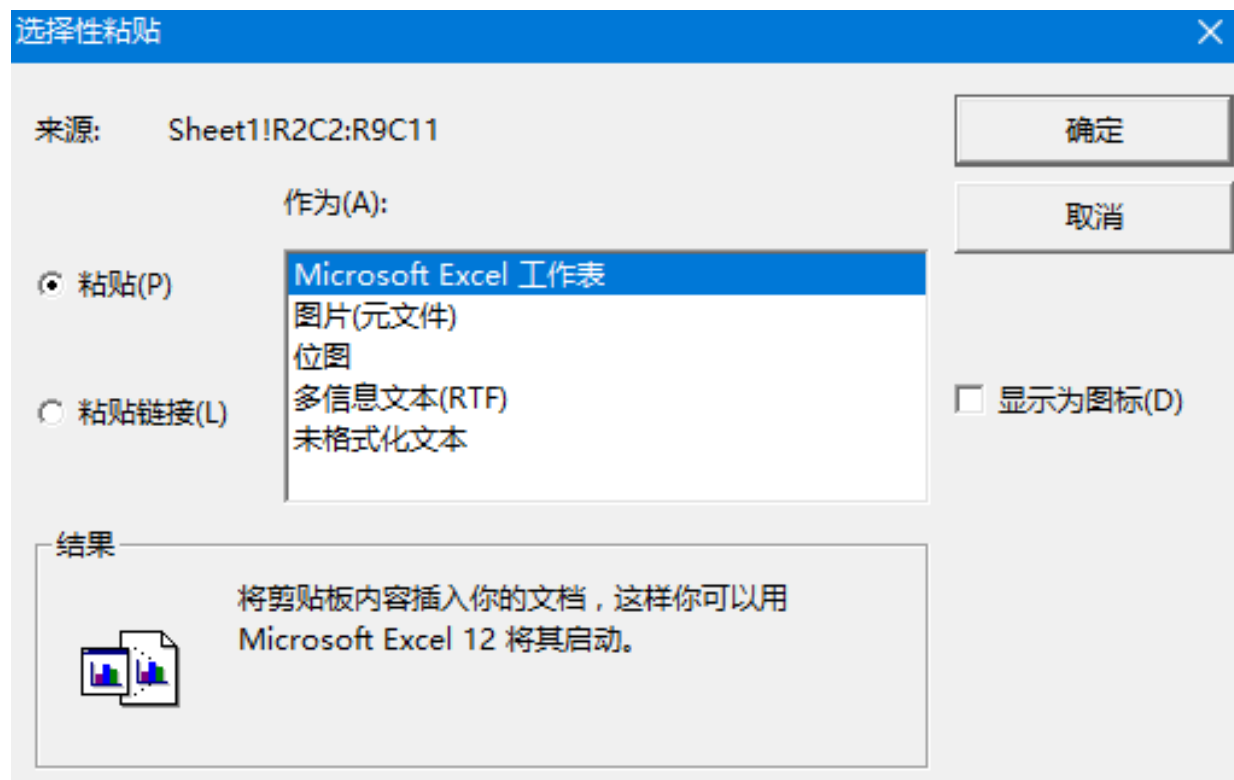 选择性粘贴
来源: Sheet1!R2C2:R9C11
确定
作为(A):
取消
粘贴(P)
Microsoft Excel 工作表
图片(元文件)
位图
多信息文本(RTF)
未格式化文本
粘贴链接(L)
显示为图标(D)
结果
将剪贴板内容插入你的文档，这样你可以用
Microsoft Excel 12 将其启动。